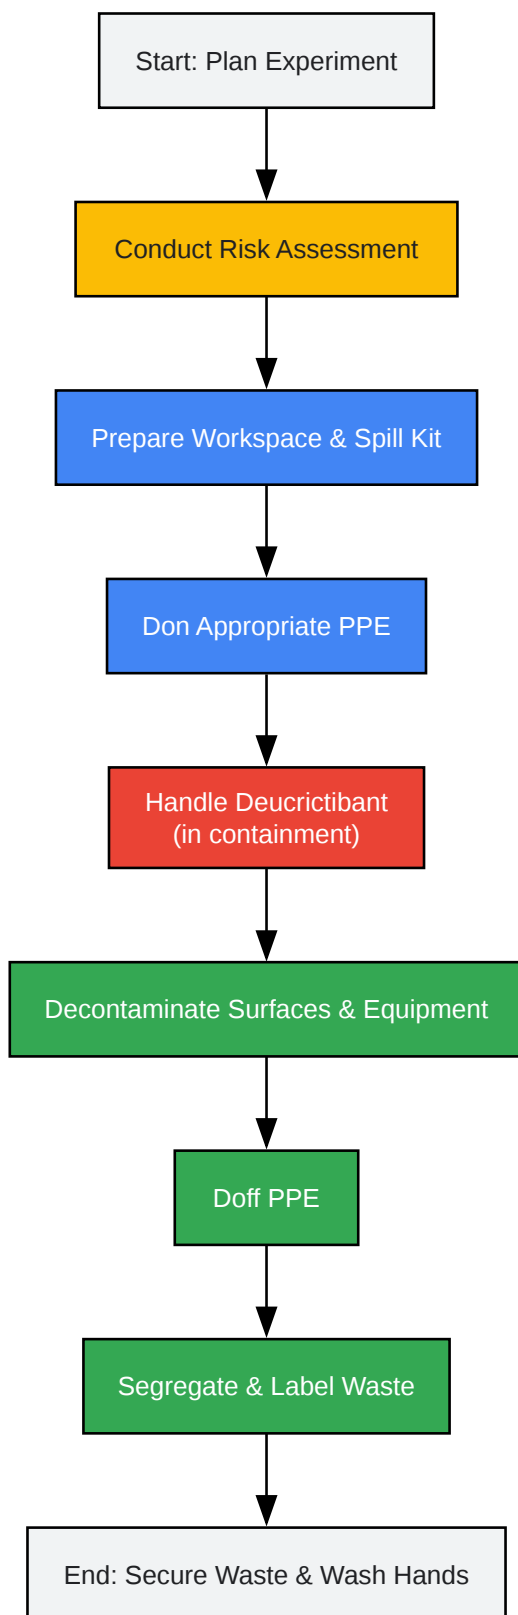 Start: Plan Experiment
Conduct Risk Assessment
Prepare Workspace & Spill Kit
Don Appropriate PPE
Handle Deucrictibant
(in containment)
Decontaminate Surfaces & Equipment
Doff PPE
Segregate & Label Waste
End: Secure Waste & Wash Hands